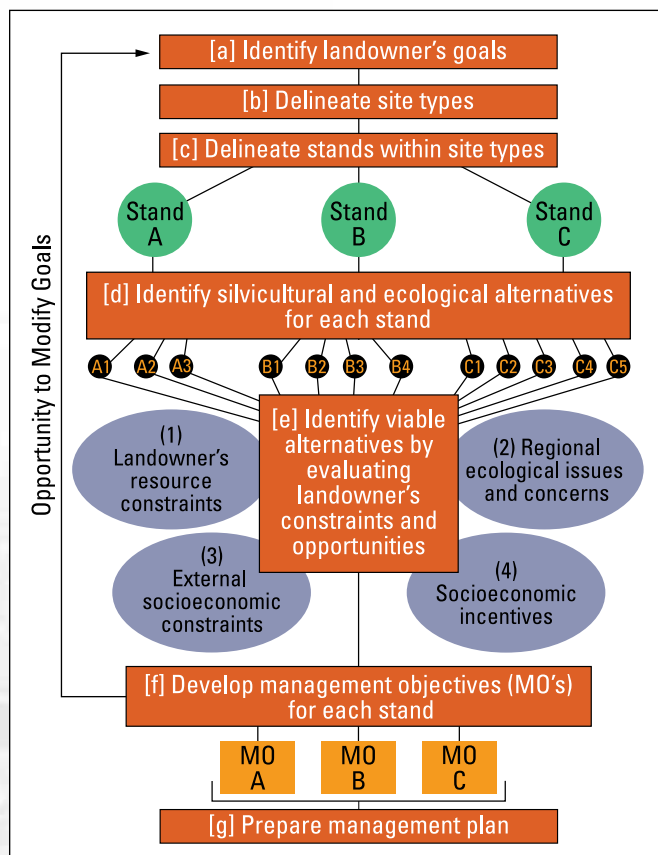 [a] Identify landowner's goals
[b] Delineate site types
[c] Delineate stands within site types
Stand
A
Stand
B
Stand
C
[d] Identify silvicultural and ecological alternatives
for each stand
A1 A2 A3 B1 B2 B3 B4 C1 C2 C3 C4 C5
[e] Identify viable
alternatives by
evaluating
landowner's
constraints and
opportunities
(1)
Landowner's
resource
constraints
(2) Regional
ecological issues
and concerns
(3)
External
socioeconomic
constraints
(4)
Socioeconomic
incentives
[f] Develop management objectives (MO's)
for each stand
MO
A
MO
B
MO
C
[g] Prepare management plan
Opportunity to Modify Goals